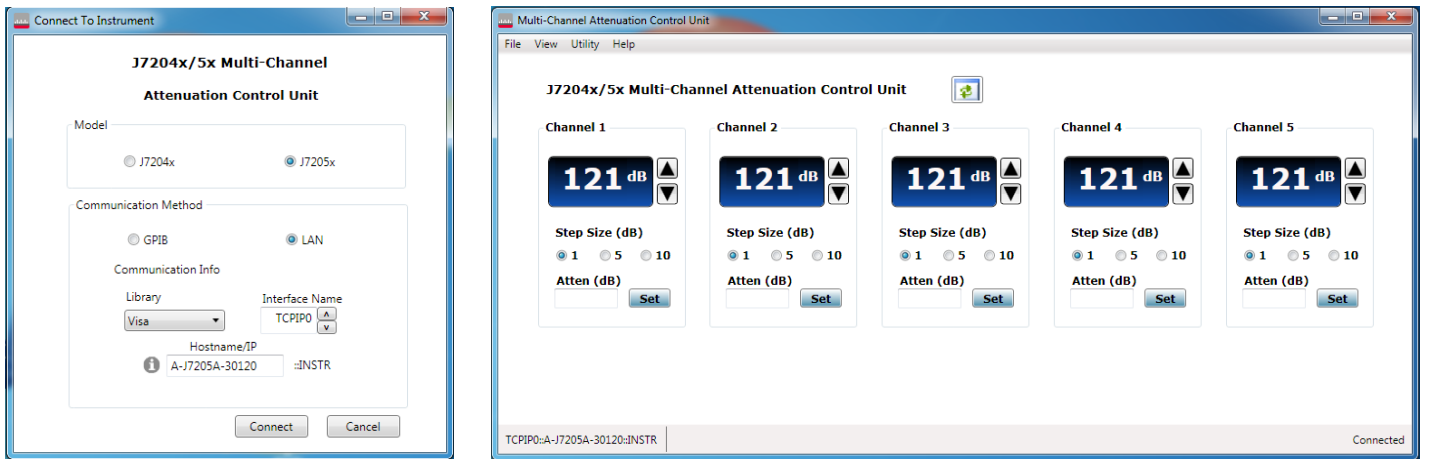 Connect To Instrument
J7204x/5x Multi-Channel
Attenuation Control Unit
Model
J7204x J7205x
Communication Method
GPIB LAN
Communication Info
Library Interface Name
Visa TCPIP0
Hostname/IP
A-J7205A-30120 ::INSTR
Connect Cancel
Multi-Channel Attenuation Control Unit
File View Utility Help
J7204x/5x Multi-Channel Attenuation Control Unit
Channel 1 Channel 2 Channel 3 Channel 4 Channel 5
121 dB 121 dB 121 dB 121 dB 121 dB
Step Size (dB) Step Size (dB) Step Size (dB) Step Size (dB) Step Size (dB)
1 5 10 1 5 10 1 5 10 1 5 10 1 5 10
Atten (dB) Atten (dB) Atten (dB) Atten (dB) Atten (dB)
Set Set Set Set Set
TCPIP0::A-J7205A-30120::INSTR Connected